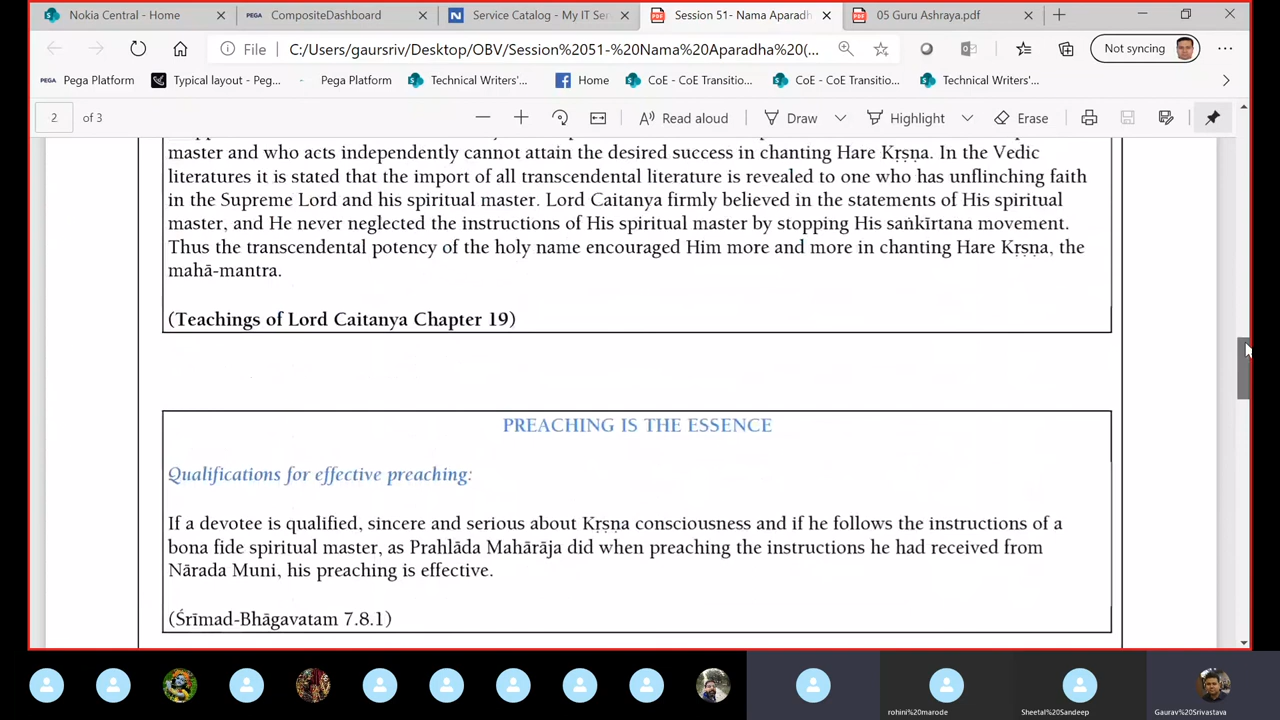 Nokia Central - Home
CompositeDashboard
Service Catalog - My IT Ser
Session 51- Nama Aparadh
05 Guru Ashraya.pdf
File
C:/Users/gaursriv/Desktop/OBV/Session%2051-%20Nama%20Aparadha%20(...
Not syncing
PEGA Pega Platform
Typical layout - Peg...
Pega Platform
Technical Writers'...
Home
CoE - CoE Transitio...
CoE - CoE Transitio...
Technical Writers'...
2 of 3
Read aloud
Draw
Highlight
Erase
master and who acts independently cannot attain the desired success in chanting Hare Kṛṣṇa. In the Vedic
literatures it is stated that the import of all transcendental literature is revealed to one who has unflinching faith
in the Supreme Lord and his spiritual master. Lord Caitanya firmly believed in the statements of His spiritual
master, and He never neglected the instructions of His spiritual master by stopping His saṅkīrtana movement.
Thus the transcendental potency of the holy name encouraged Him more and more in chanting Hare Kṛṣṇa, the
mahā-mantra.
(Teachings of Lord Caitanya Chapter 19)
PREACHING IS THE ESSENCE
Qualifications for effective preaching:
If a devotee is qualified, sincere and serious about Kṛṣṇa consciousness and if he follows the instructions of a
bona fide spiritual master, as Prahlāda Mahārāja did when preaching the instructions he had received from
Nārada Muni, his preaching is effective.
(Śrīmad-Bhāgavatam 7.8.1)
rohini%20marode
Sheetal%20Sandeep
Gaurav%20Srivastava